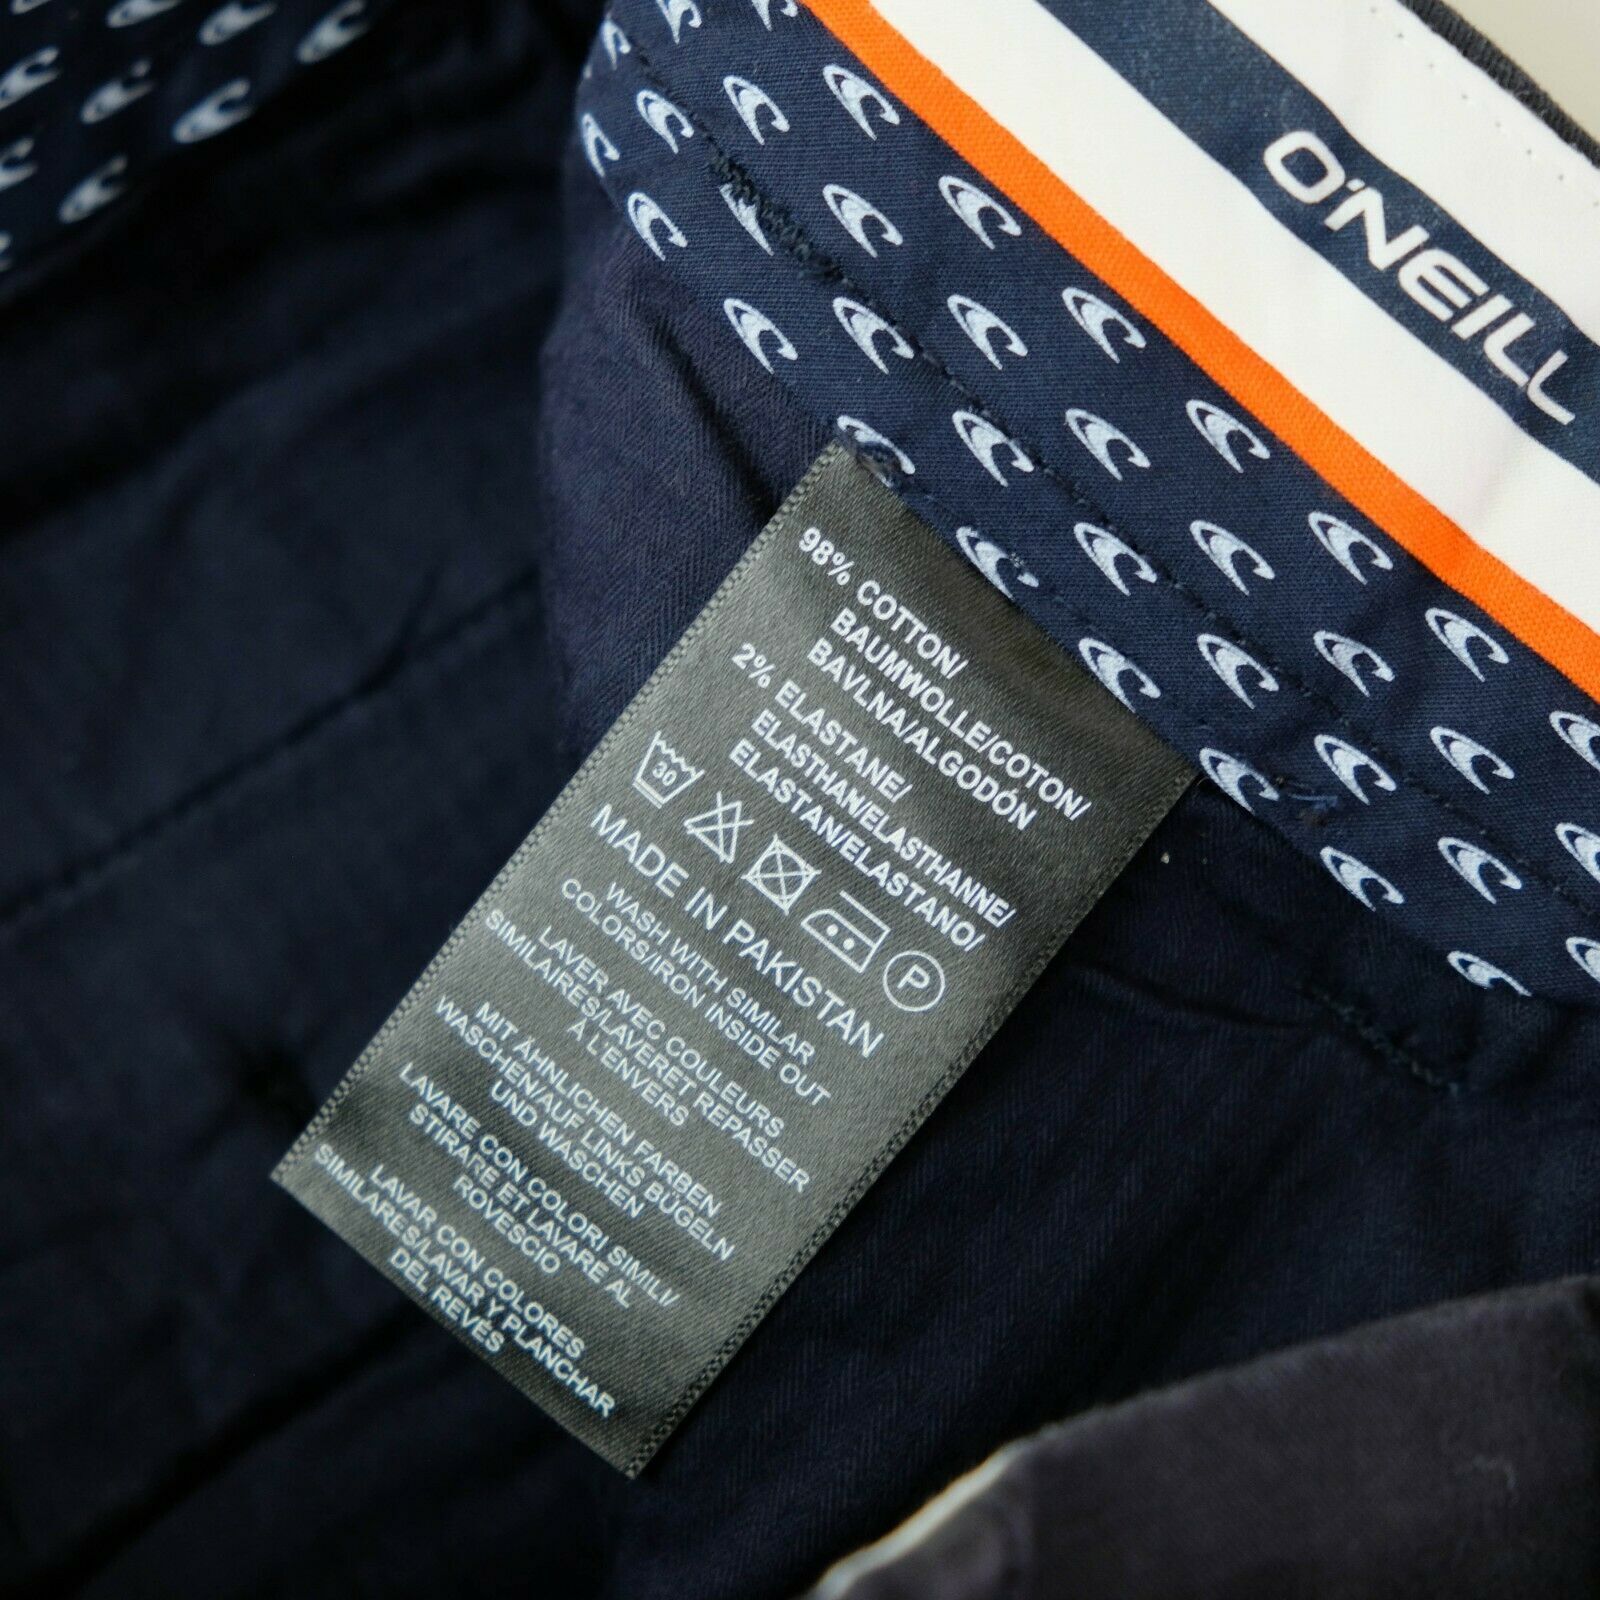 O'NEILL
98% COTTON/
BAUMWOLLE/COTON/
BAVLNA/ALGODÓN
2% ELASTANE/
ELASTHAN/ELASTHANNE/
ELASTAN/ELASTANO/
30
P
MADE IN PAKISTAN
WASH WITH SIMILAR
COLORS/IRON INSIDE OUT
LAVER AVEC COULEURS
SIMILAIRES/LAVERET REPASSER
À L'ENVERS
MIT ÄHNLICHEN FARBEN
WASCHEN/AUF LINKS BÜGELN
UND WASCHEN
LAVARE CON COLORI SIMILI/
STIRARE ET LAVARE AL
ROVESCIO
LAVAR CON COLORES
SIMILARES/LAVAR Y PLANCHAR
DEL REVÉS